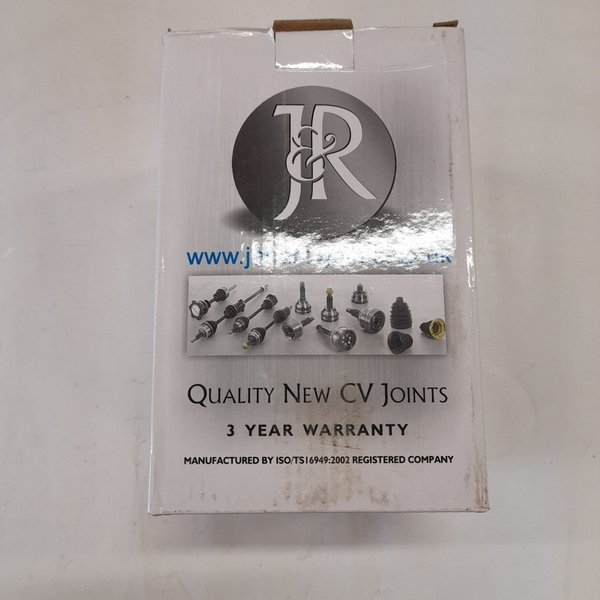 J&R
QUALITY NEW CV JOINTS
3 YEAR WARRANTY
MANUFACTURED BY ISO/TS16949:2002 REGISTERED COMPANY